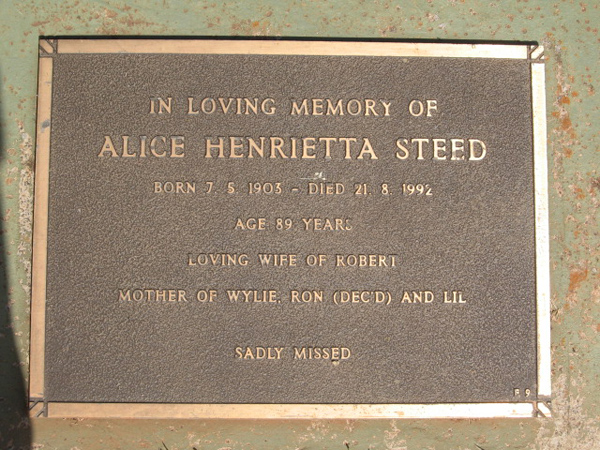 IN LOVING MEMORY OF
ALICE HENRIETTA STEED
BORN 7. 5. 1903 - DIED 21. 8. 1992
AGE 89 YEARS
LOVING WIFE OF ROBERT
MOTHER OF WYLIE, RON (DEC'D) AND LIL
SADLY MISSED
F 9